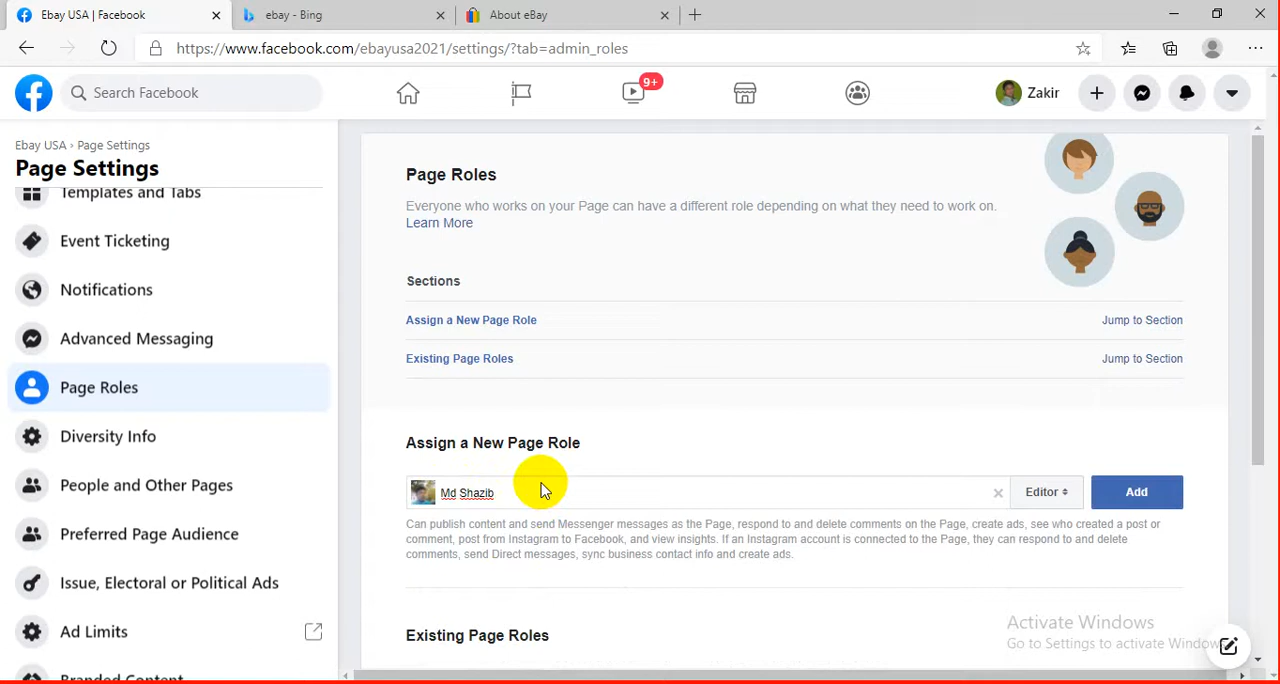 Ebay USA | Facebook
ebay - Bing
About eBay
https://www.facebook.com/ebayusa2021/settings/?tab=admin_roles
Search Facebook
9+
Zakir
Ebay USA › Page Settings
Page Settings
Templates and Tabs
Event Ticketing
Notifications
Advanced Messaging
Page Roles
Diversity Info
People and Other Pages
Preferred Page Audience
Issue, Electoral or Political Ads
Ad Limits
Branded Content
Page Roles
Everyone who works on your Page can have a different role depending on what they need to work on.
Learn More
Sections
Assign a New Page Role Jump to Section
Existing Page Roles Jump to Section
Assign a New Page Role
Md Shazib Editor Add
Can publish content and send Messenger messages as the Page, respond to and delete comments on the Page, create ads, see who created a post or
comment, post from Instagram to Facebook, and view insights. If an Instagram account is connected to the Page, they can respond to and delete
comments, send Direct messages, sync business contact info and create ads.
Existing Page Roles
Activate Windows
Go to Settings to activate Windows